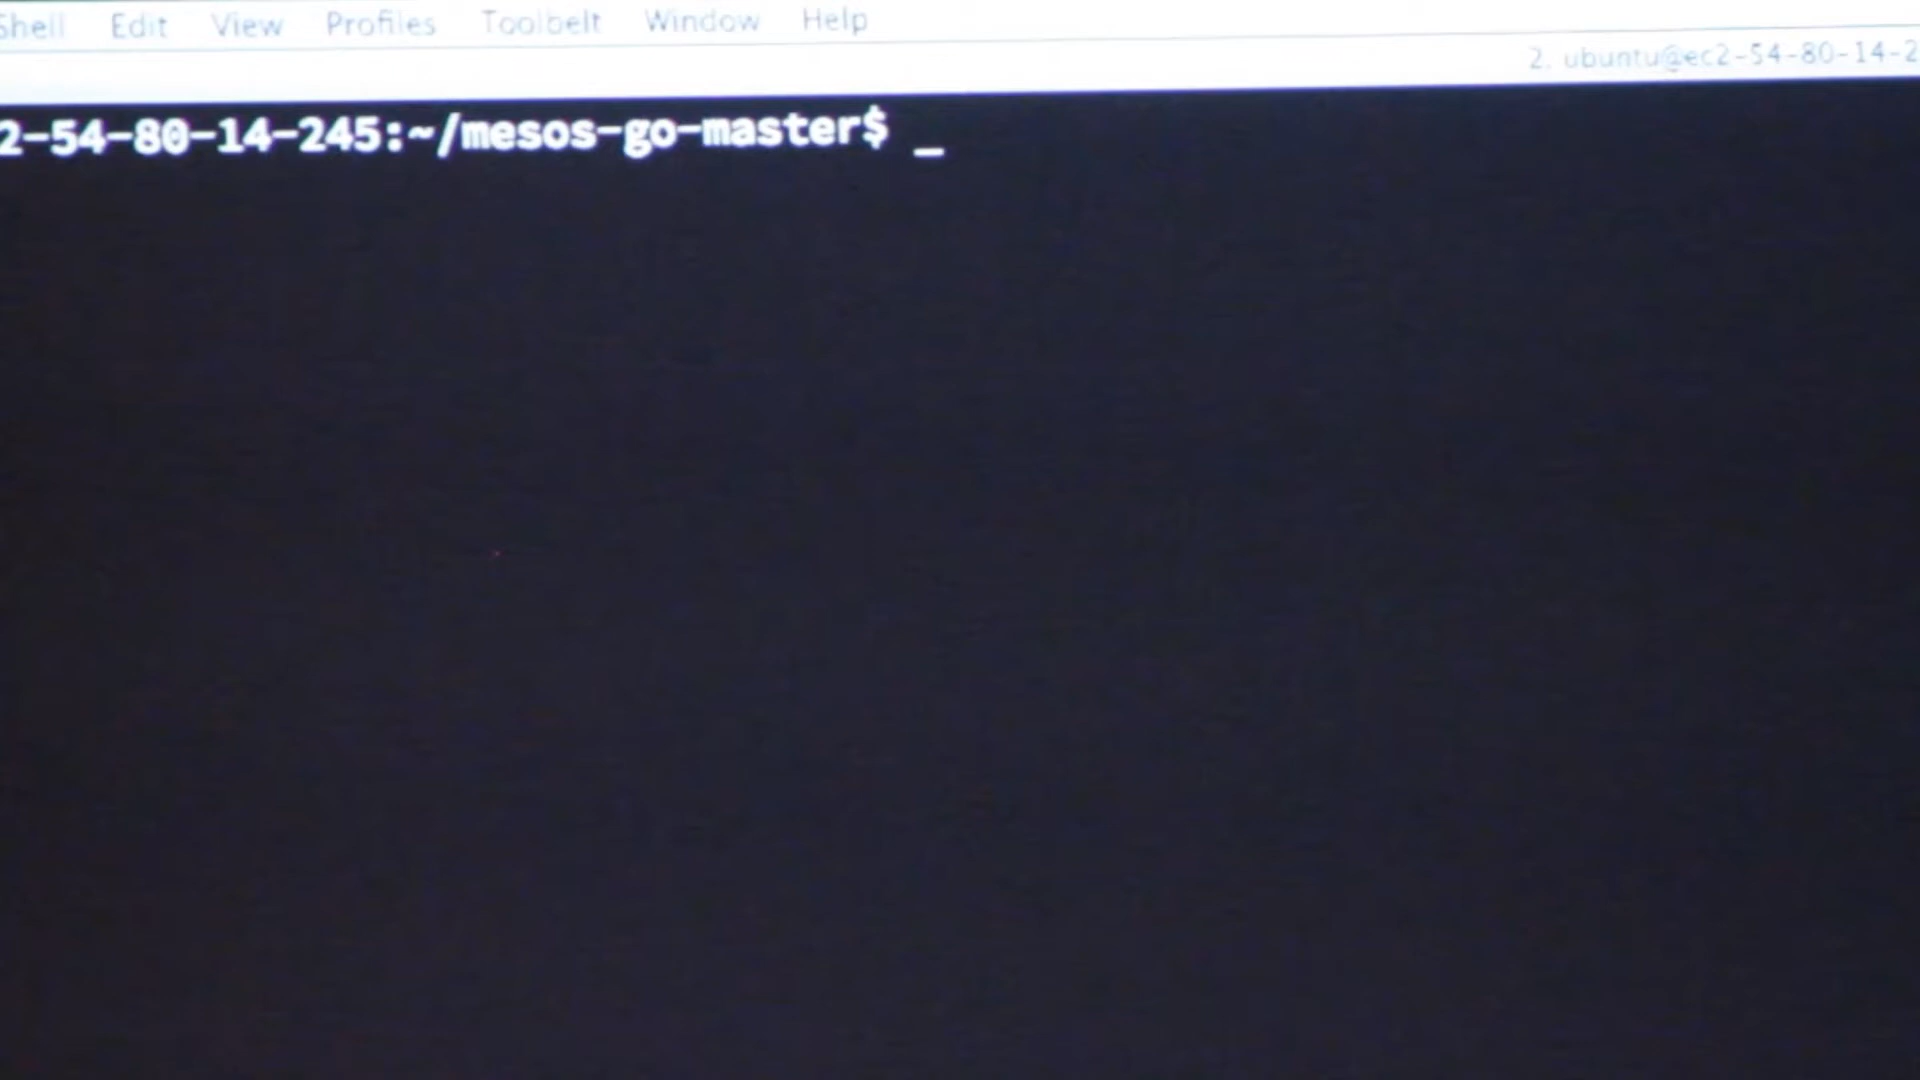 Shell Edit View Profiles Toolbelt Window Help
2. ubuntu@ec2-54-80-14-2
2-54-80-14-245:~/mesos-go-master$ _